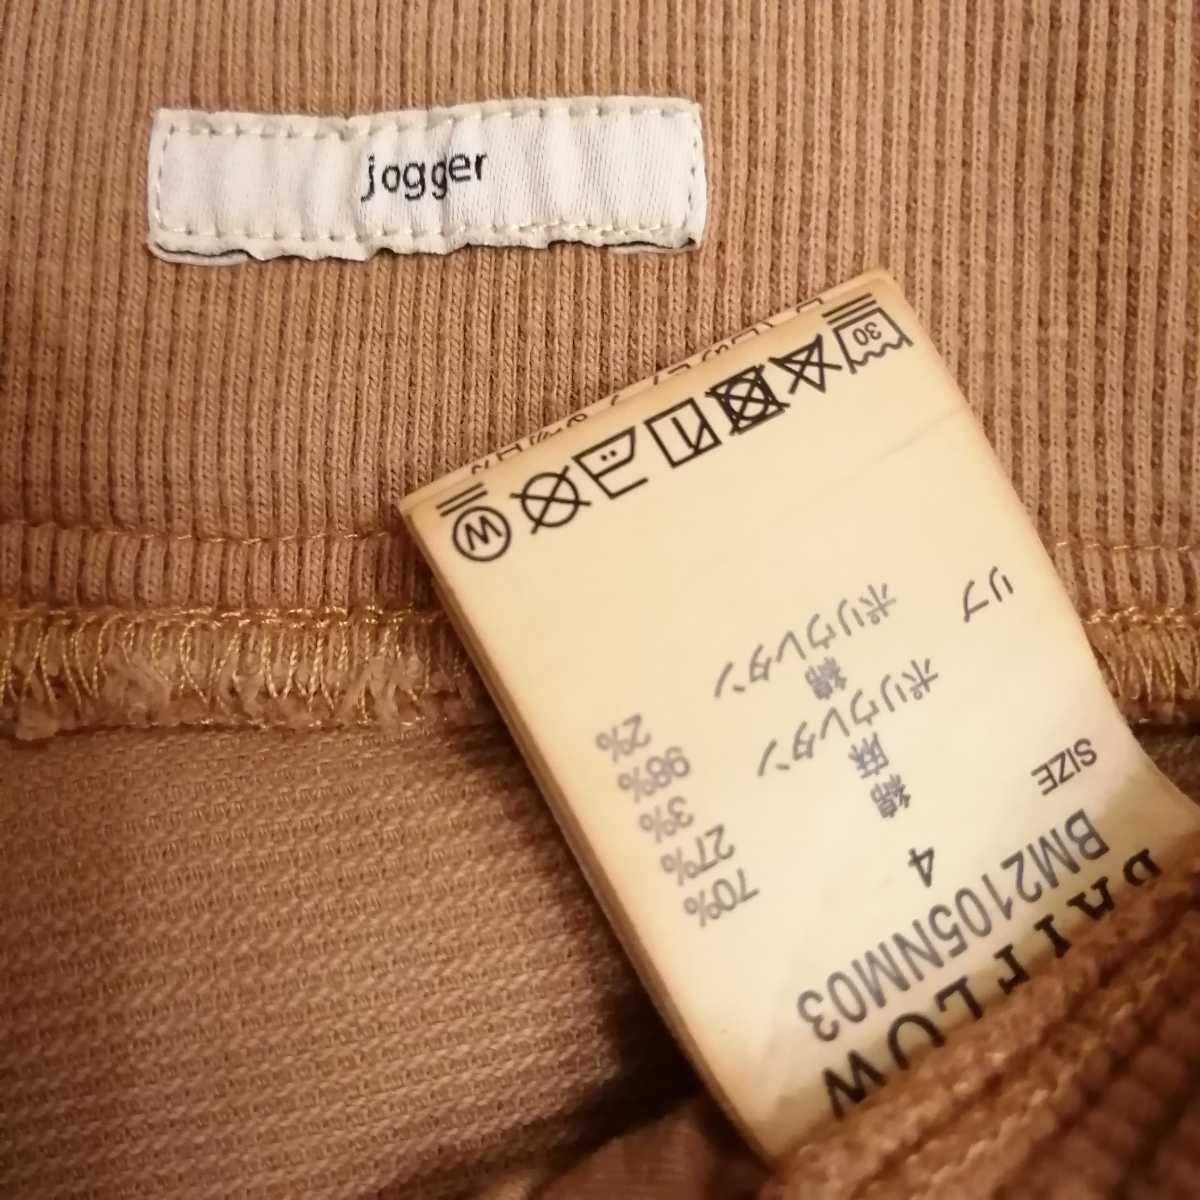 jogger
BM2105NM03
SIZE 4
綿 70%
麻 27%
ポリウレタン 3%
リブ
綿 98%
ポリウレタン 2%
30
W